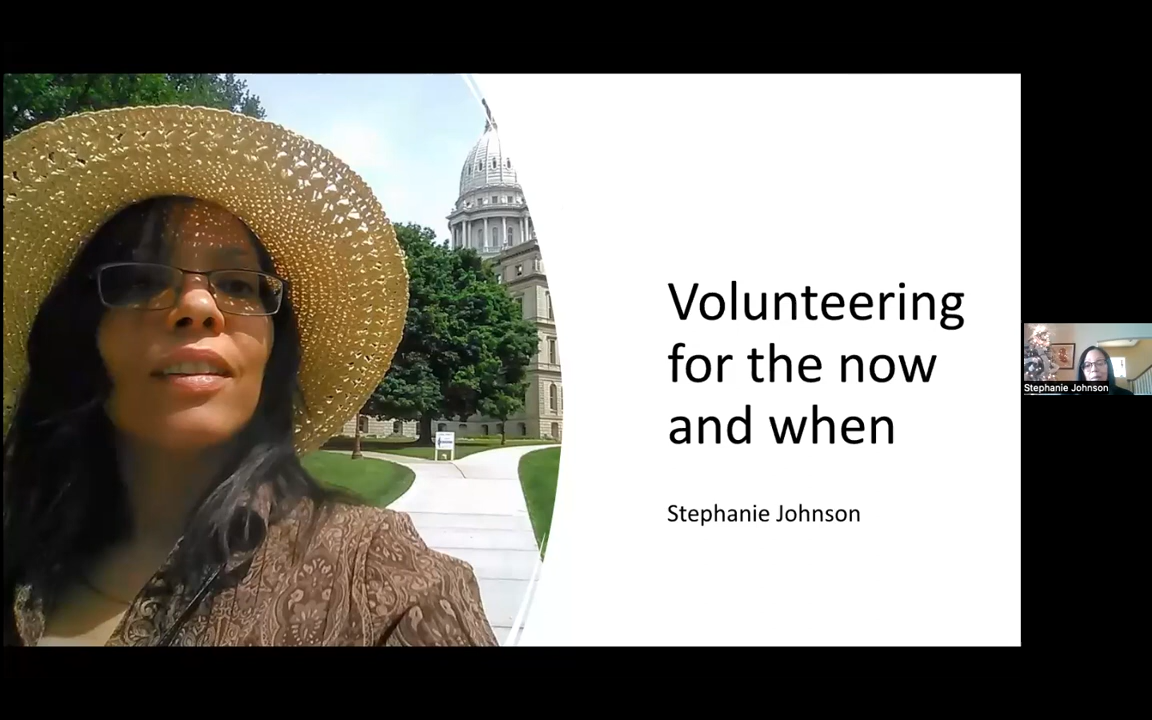 Volunteering
for the now
and when
Stephanie Johnson
Stephanie Johnson